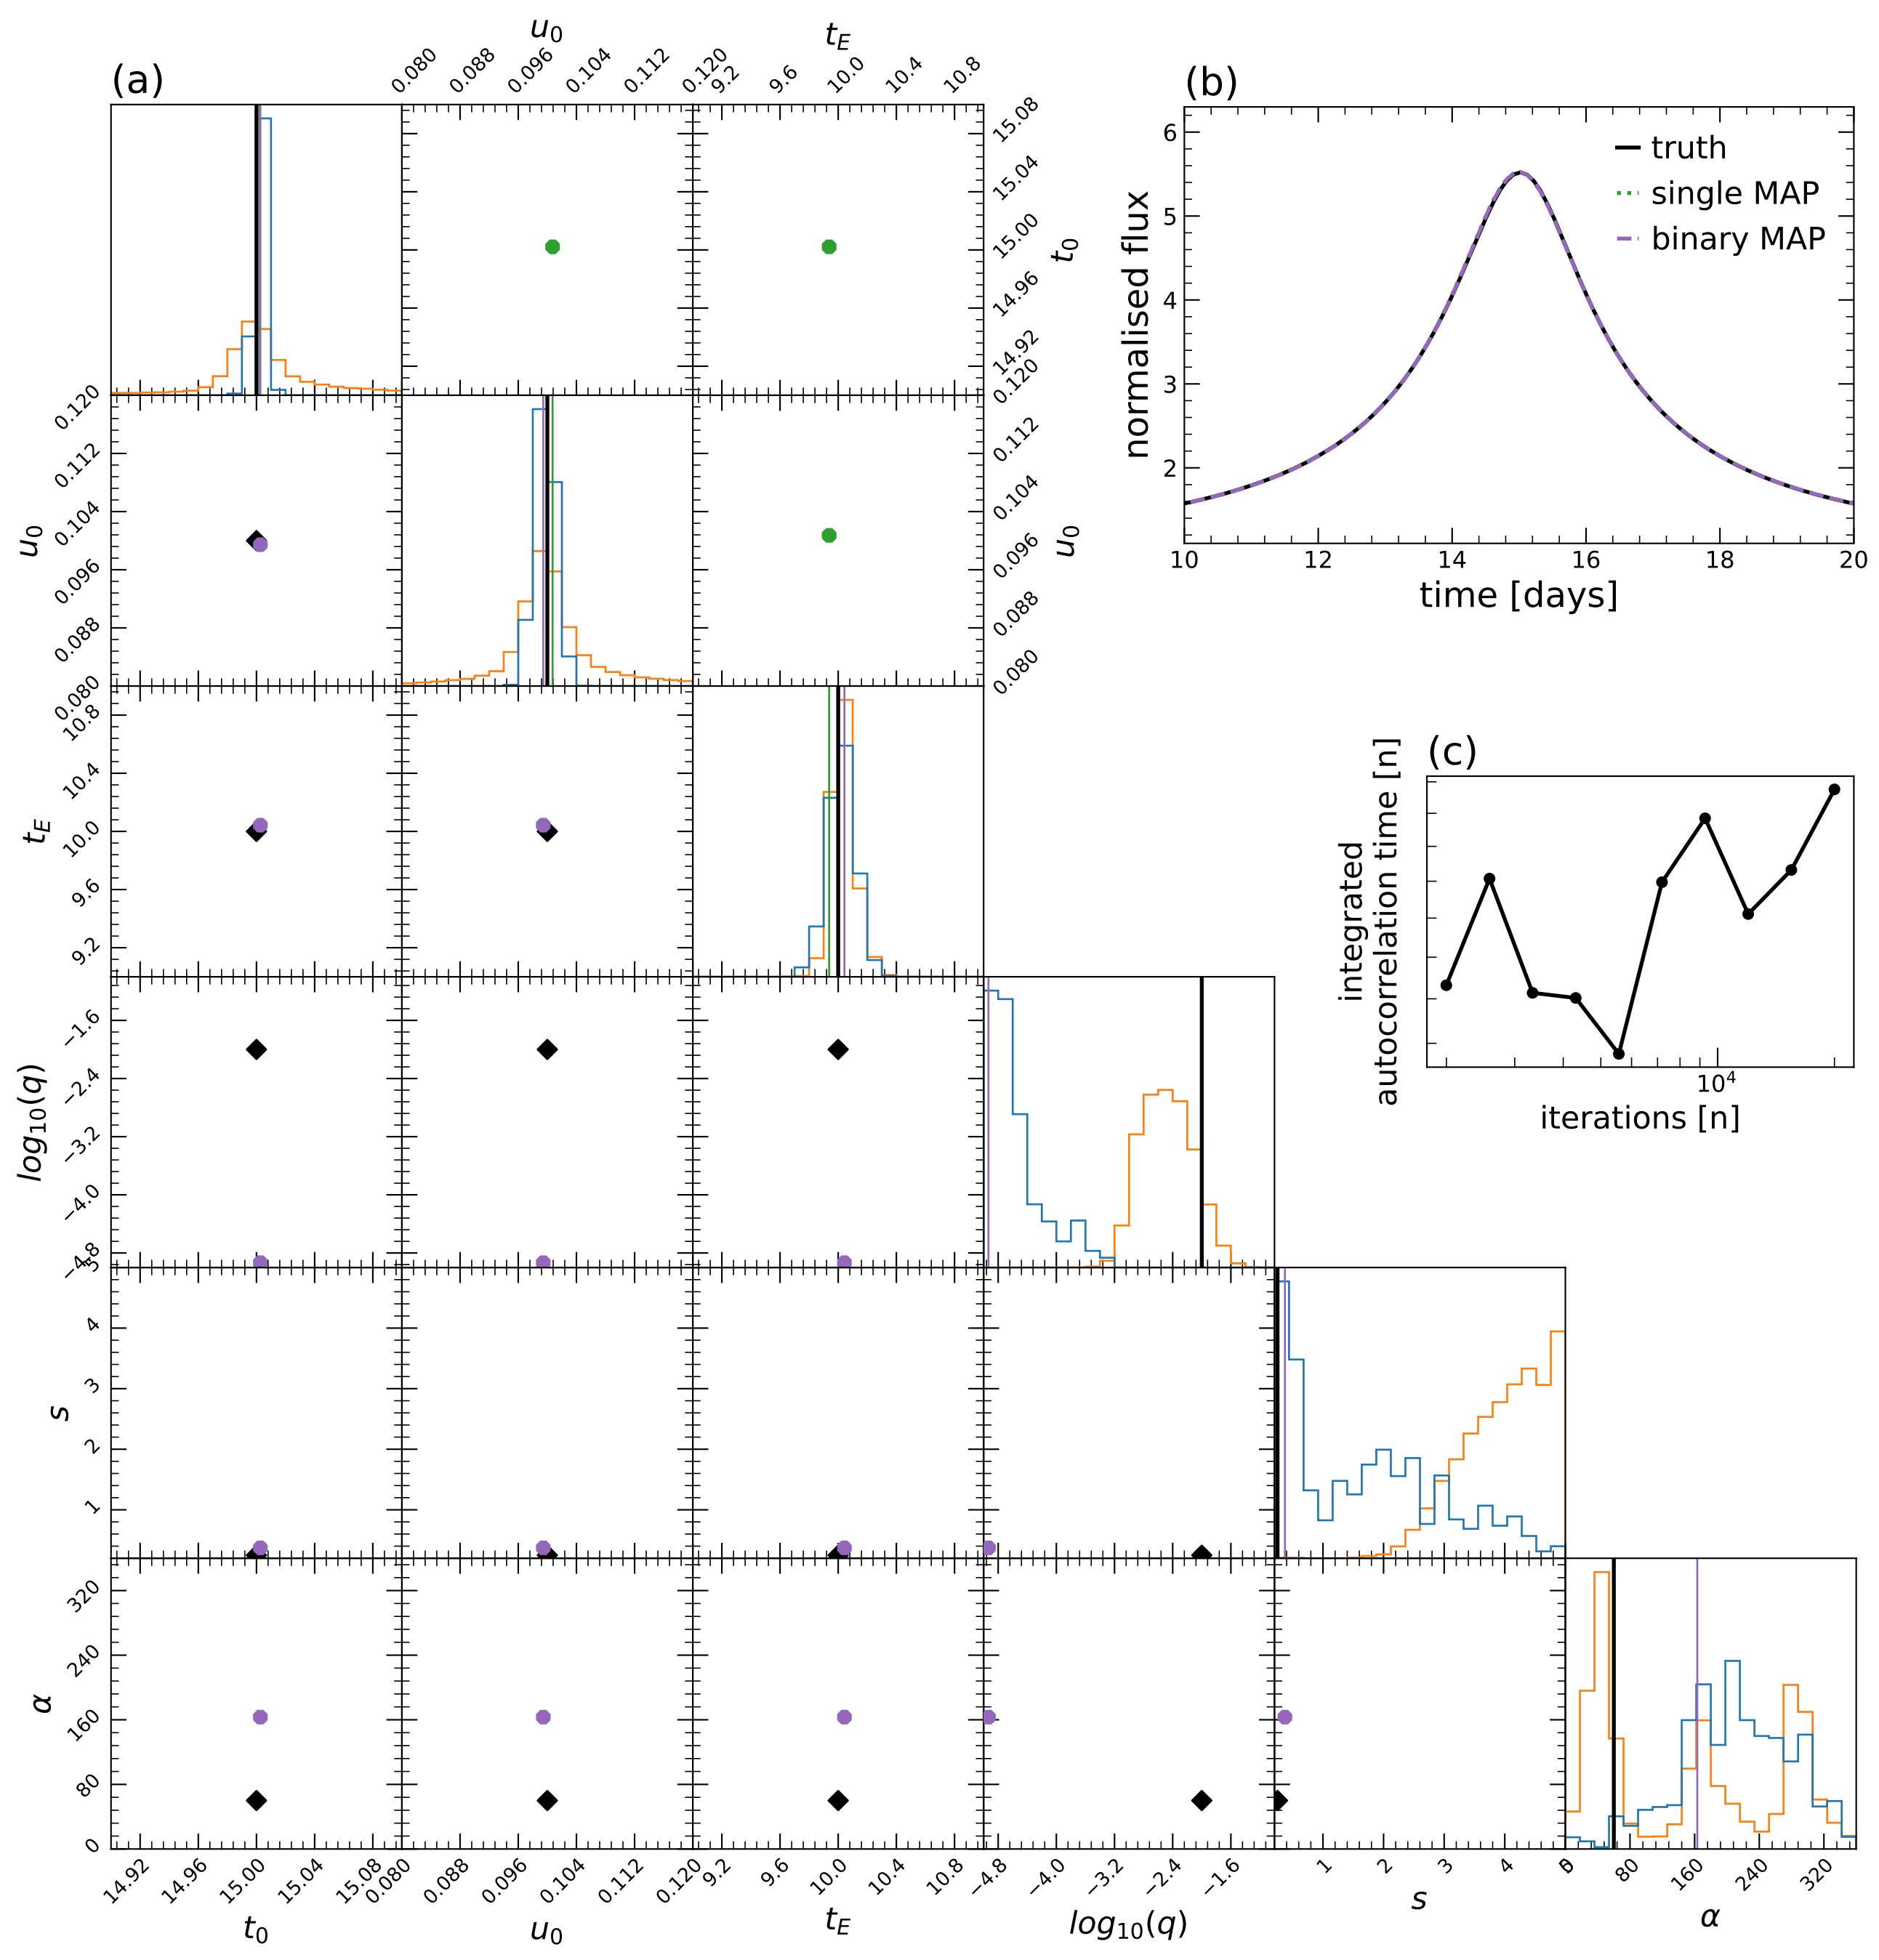 u0
tE
(a)
0.080 0.088 0.096 0.104 0.112 0.120
9.2 9.6 10.0 10.4 10.8
15.08
15.04
15.00
14.96
14.92
t0
(b)
6
5
4
3
2
normalised flux
truth
single MAP
binary MAP
10 12 14 16 18 20
time [days]
0.120
0.112
0.104
0.096
0.088
0.080
u0
0.120
0.112
0.104
0.096
0.088
0.080
u0
10.8
10.4
10.0
9.6
9.2
tE
(c)
integrated
autocorrelation time [n]
10^4
iterations [n]
−1.6
−2.4
−3.2
−4.0
−4.8
log10(q)
4
3
2
1
s
320
240
160
80
0
α
14.92 14.96 15.00 15.04 15.08
t0
0.080 0.088 0.096 0.104 0.112 0.120
u0
9.2 9.6 10.0 10.4 10.8
tE
−4.8 −4.0 −3.2 −2.4 −1.6
log10(q)
1 2 3 4
s
80 160 240 320
α